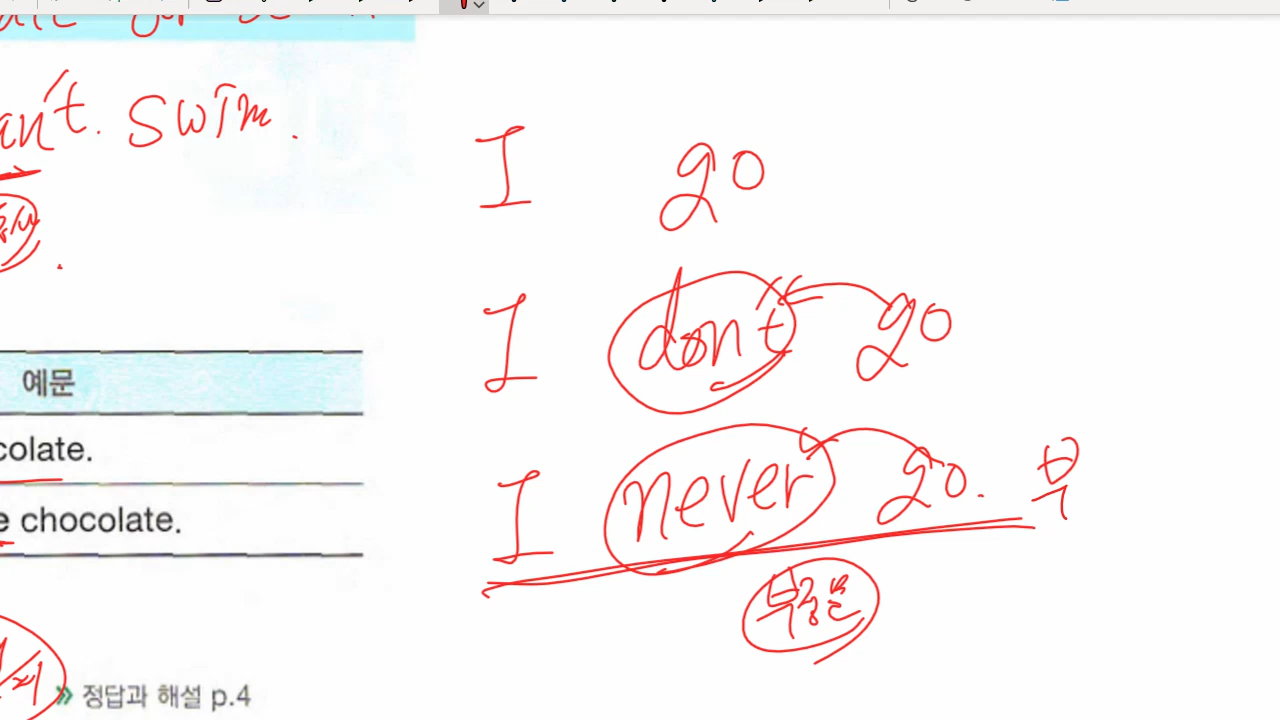 an't. swim.
예문
colate.
e chocolate.
» 정답과 해설 p.4
I go
I don't go
I never go. 부
부정문